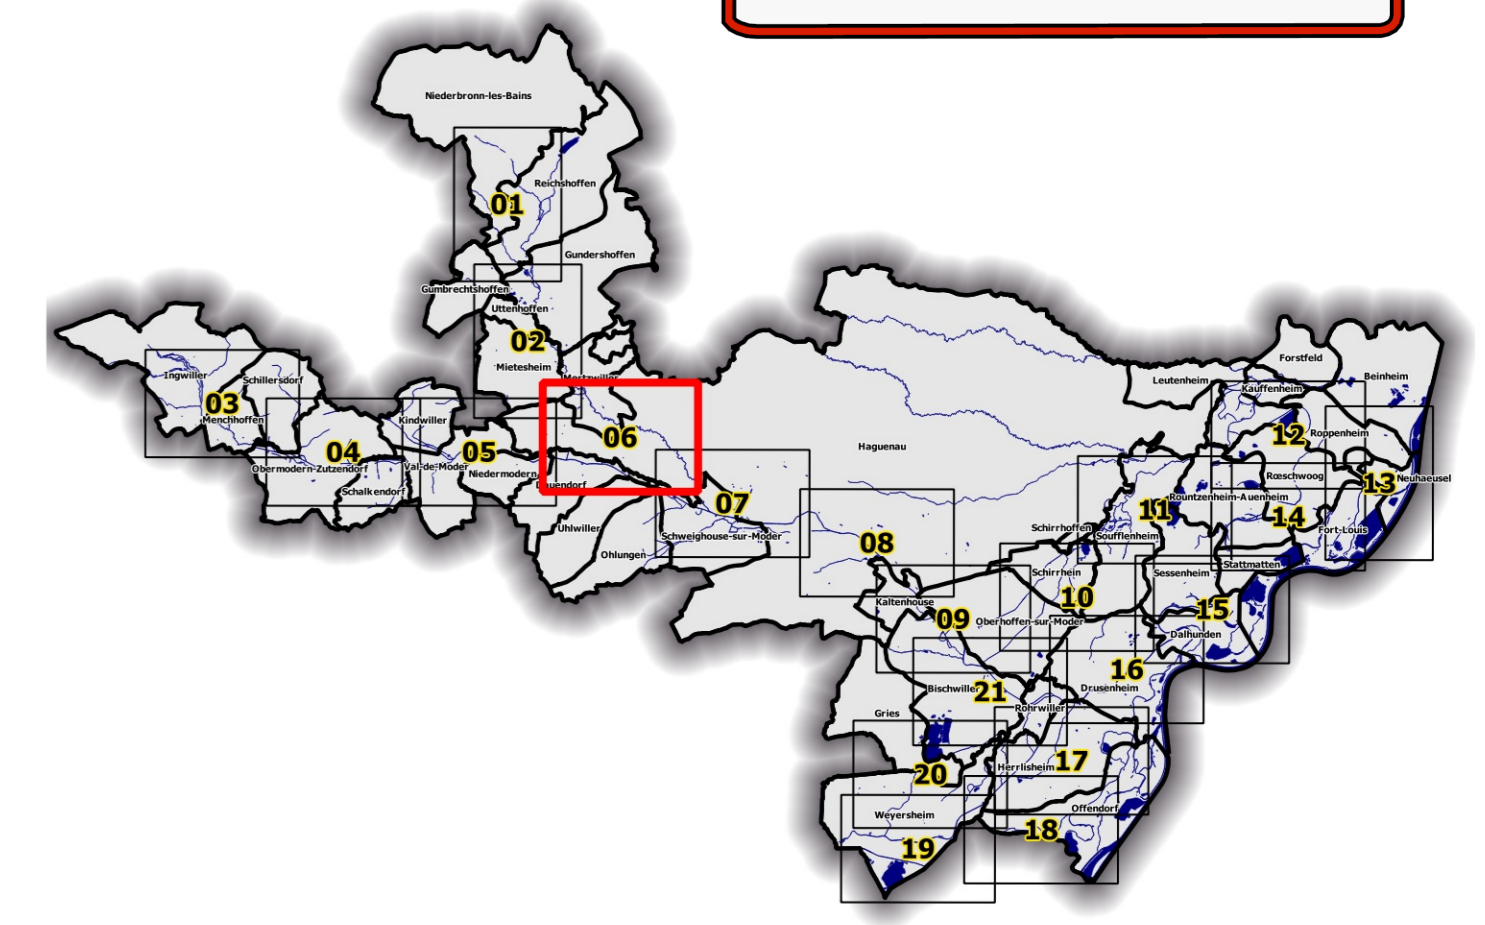 Niederbronn-les-Bains
Reichshoffen
01
Gundershoffen
Gumbrechtshoffen
Uttenhoffen
02
Mietesheim
Mertzwiller
Forstfeld
Beinheim
Leutenheim
Kauffenheim
Ingwiller
Schillersdorf
03
Menchhoffen
Kindwiller
06
12
Roppenheim
Haguenau
04
05
Obermodern-Zutzendorf
Val-de-Moder
Niedermodern
Rœschwoog
13
Neuhaeusel
Schalkendorf
Dauendorf
Rountzenheim-Auenheim
07
11
14
Uhlwiller
Schirrhoffen
Fort-Louis
Schweighouse-sur-Moder
Soufflenheim
08
Ohlungen
Stattmatten
Schirrhein
Sessenheim
10
Kaltenhouse
15
09
Oberhoffen-sur-Moder
Dalhunden
16
Bischwiller
21
Drusenheim
Gries
Rohrwiller
17
Herrlisheim
20
Offendorf
Weyersheim
18
19